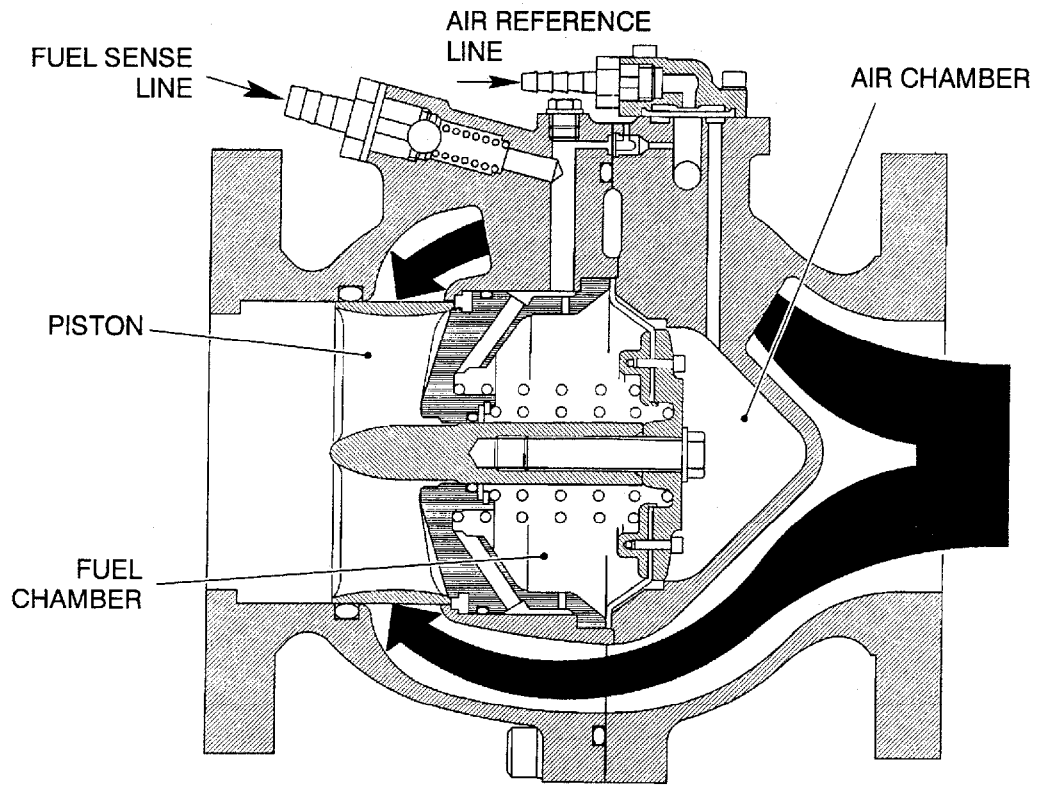 AIR REFERENCE
LINE
FUEL SENSE
LINE
AIR CHAMBER
PISTON
FUEL
CHAMBER